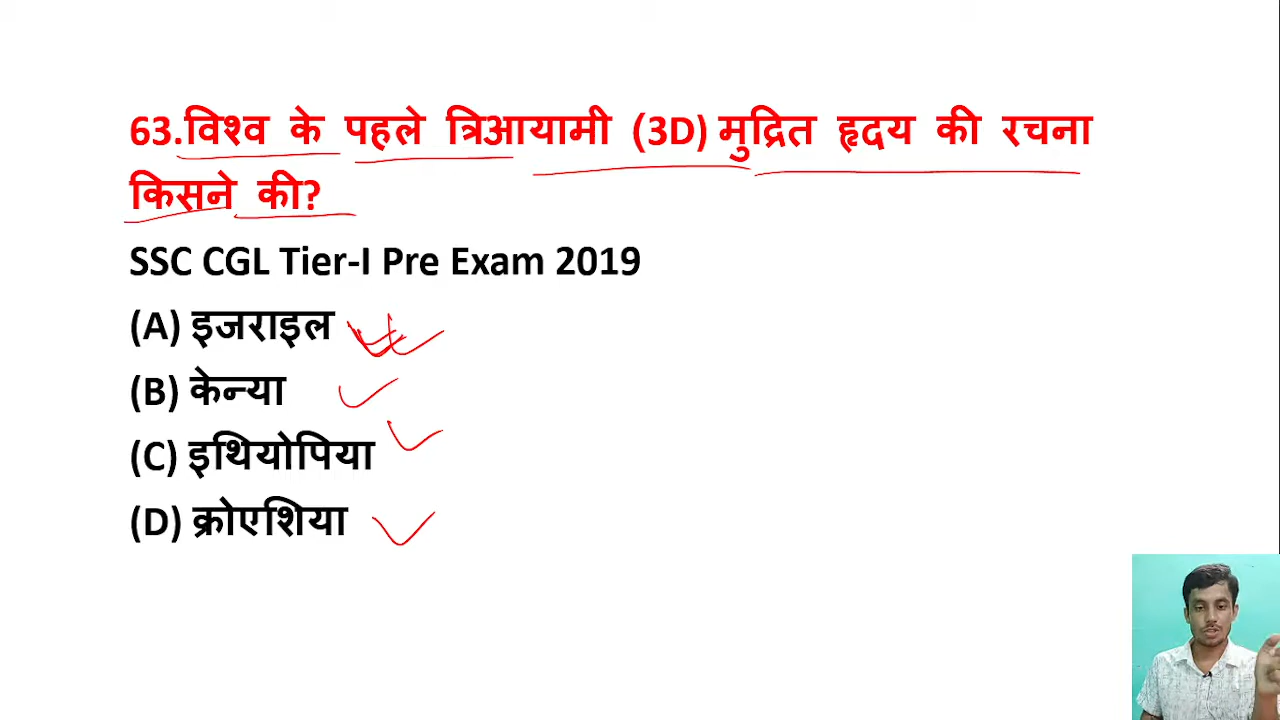 63.विश्व के पहले त्रिआयामी (3D) मुद्रित हृदय की रचना
किसने की?
SSC CGL Tier-I Pre Exam 2019
(A) इजराइल
(B) केन्या
(C) इथियोपिया
(D) क्रोएशिया